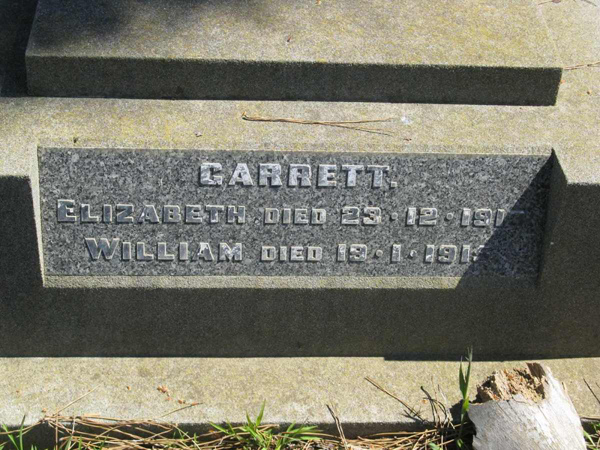 GARRETT.
ELIZABETH DIED 23·12·191
WILLIAM DIED 19·1·191